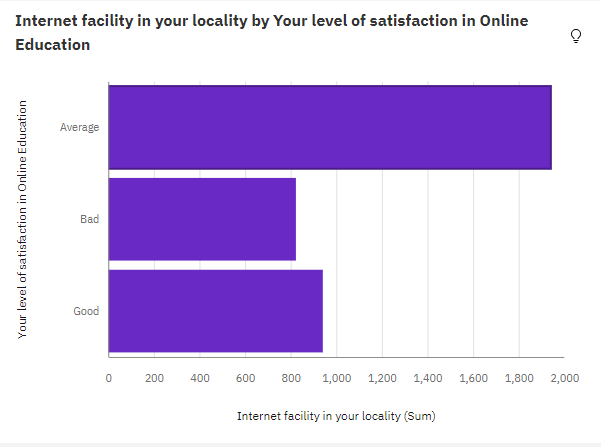 Internet facility in your locality by Your level of satisfaction in Online
Education
Your level of satisfaction in Online Education
Average
Bad
Good
0 200 400 600 800 1,000 1,200 1,400 1,600 1,800 2,000
Internet facility in your locality (Sum)